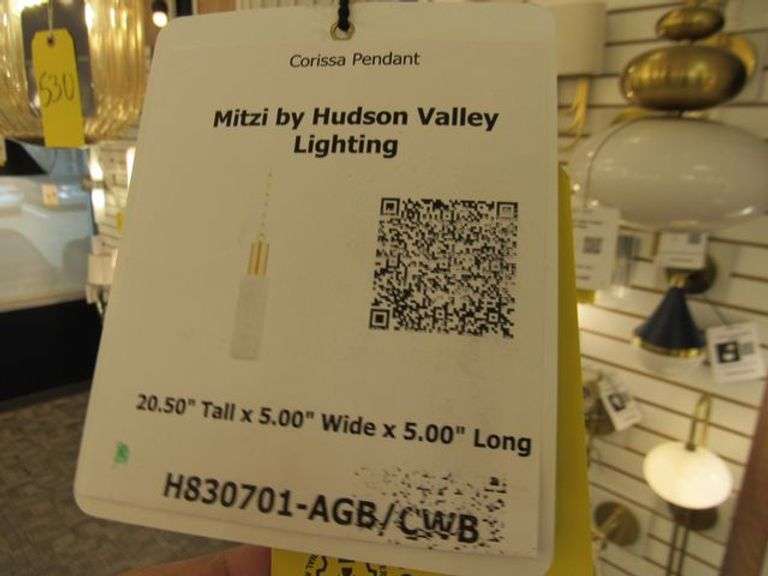 Corissa Pendant
Mitzi by Hudson Valley
Lighting
20.50" Tall x 5.00" Wide x 5.00" Long
H830701-AGB/CWB
530